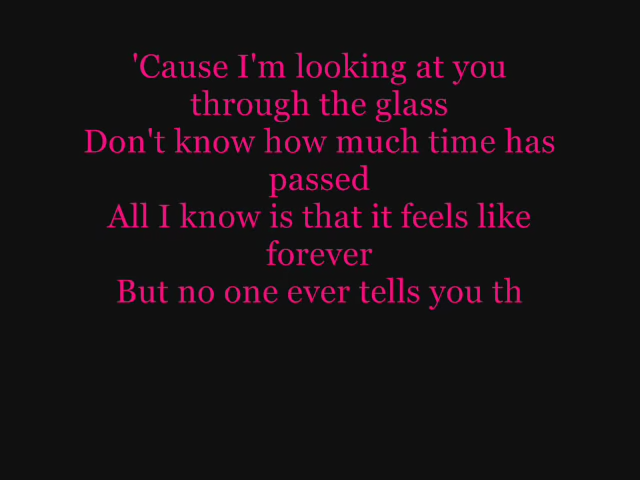 'Cause I'm looking at you
through the glass
Don't know how much time has
passed
All I know is that it feels like
forever
But no one ever tells you th